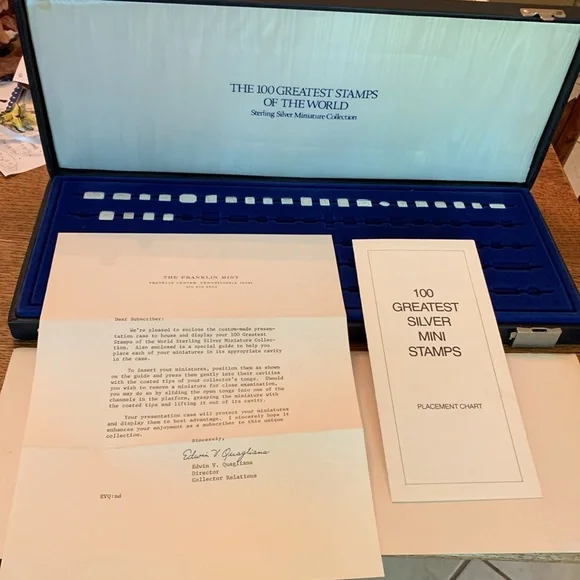 THE 100 GREATEST STAMPS
OF THE WORLD
Sterling Silver Miniature Collection
THE FRANKLIN MINT
FRANKLIN CENTER, PENNSYLVANIA
Dear Subscriber:
We're pleased to enclose the custom-made presen-
tation case to house and display your 100 Greatest
Stamps of the World Sterling Silver Miniature Collec-
tion. Also enclosed is a special guide to help you
place each of your miniatures in its appropriate cavity
in the case.
To insert your miniatures, position them as shown
on the guide and press them gently into their cavities
with the coated tips of your collector's tongs. Should
you wish to remove a miniature for close examination,
you may do so by sliding the open tongs into one of the
channels in the platform, grasping the miniature with
the coated tips and lifting it out of its cavity.
Your presentation case will protect your miniatures
and display them to best advantage. I sincerely hope it
enhances your enjoyment as a subscriber to this unique
collection.
Sincerely,
Edwin V. Quagliana
Edwin V. Quagliana
Director
Collector Relations
EVQ:md
100
GREATEST
SILVER
MINI
STAMPS
PLACEMENT CHART